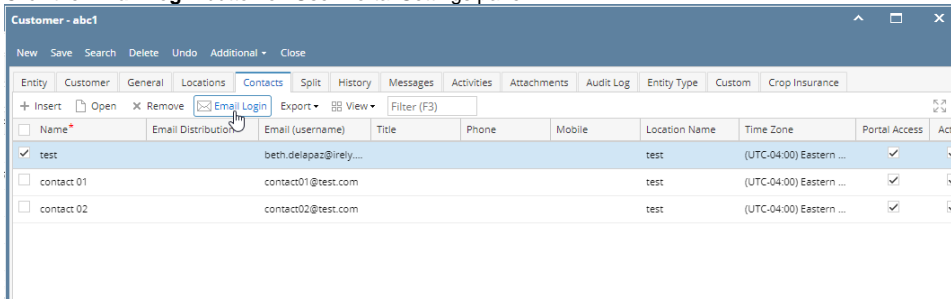 Customer - abc1
New Save Search Delete Undo Additional Close
Entity Customer General Locations Contacts Split History Messages Activities Attachments Audit Log Entity Type Custom Crop Insurance
+ Insert Open × Remove Email Login Export View Filter (F3)
Name* Email Distribution Email (username) Title Phone Mobile Location Name Time Zone Portal Access
test beth.delapaz@irely.... test (UTC-04:00) Eastern ...
contact 01 contact01@test.com test (UTC-04:00) Eastern ...
contact 02 contact02@test.com test (UTC-04:00) Eastern ...